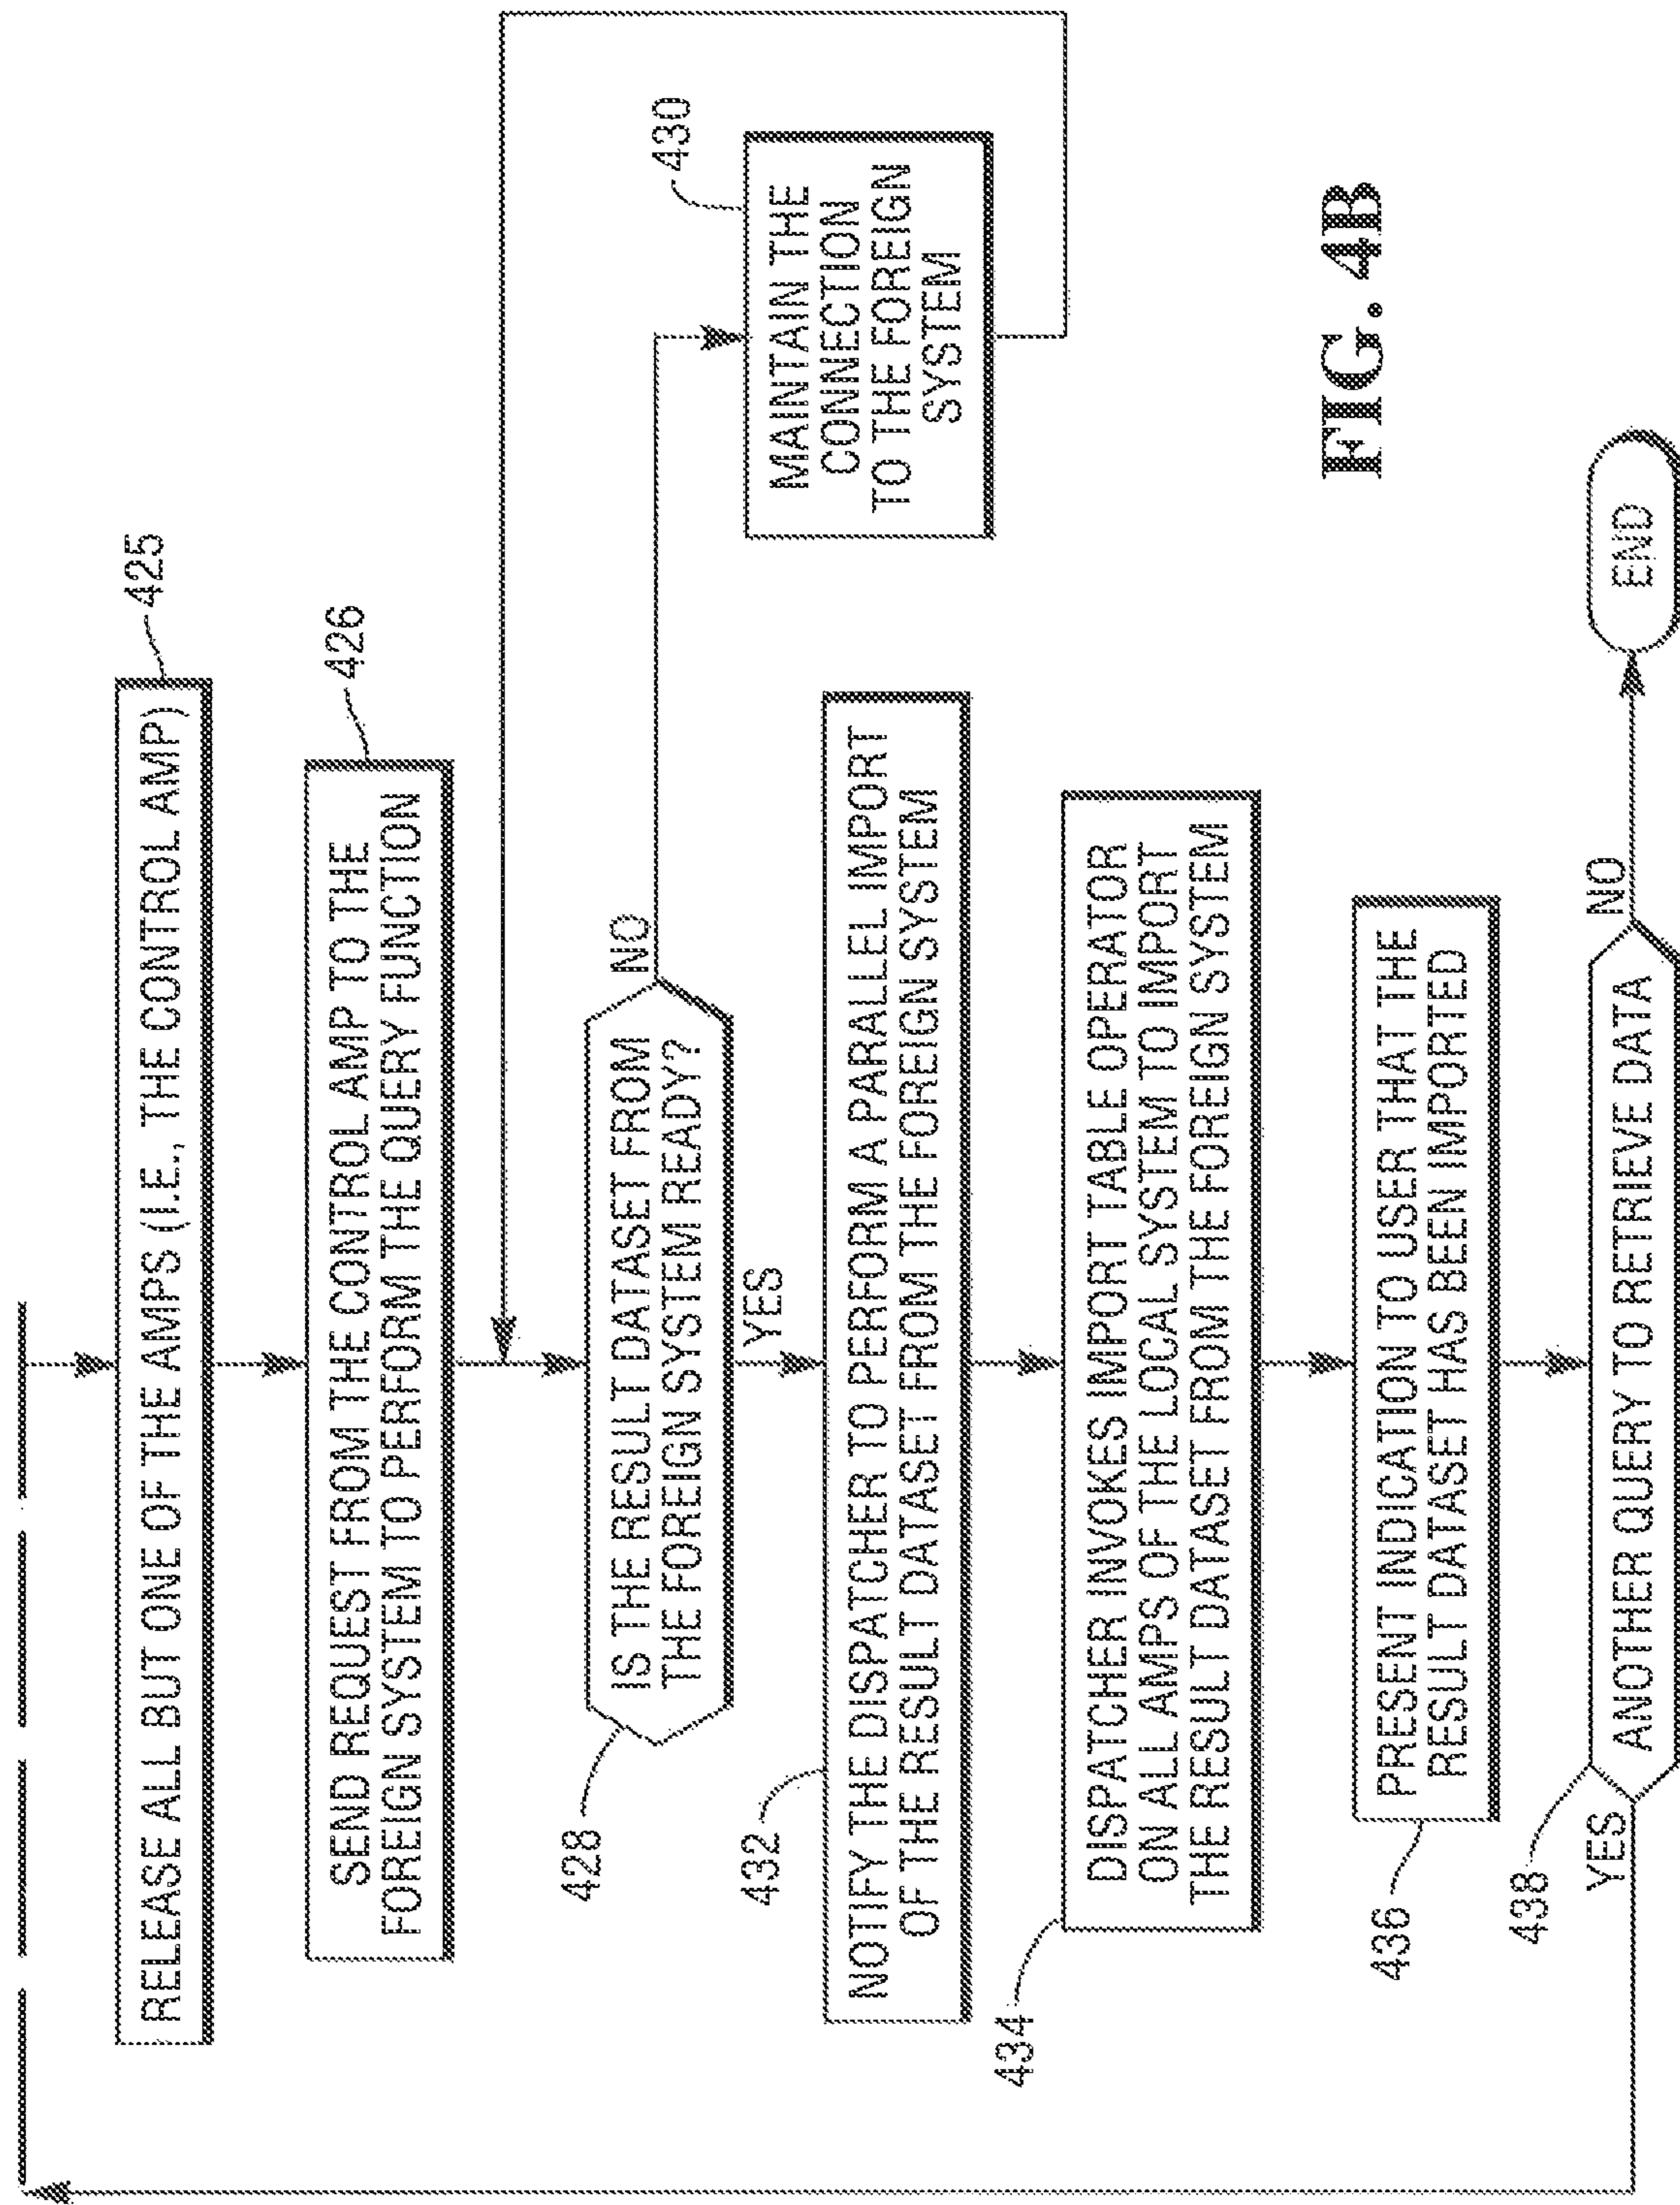 425
RELEASE ALL BUT ONE OF THE AMPS (I.E., THE CONTROL AMP)
426
SEND REQUEST FROM THE CONTROL AMP TO THE
FOREIGN SYSTEM TO PERFORM THE QUERY FUNCTION
428
IS THE RESULT DATASET FROM
THE FOREIGN SYSTEM READY?
NO
YES
430
MAINTAIN THE
CONNECTION
TO THE FOREIGN
SYSTEM
432
NOTIFY THE DISPATCHER TO PERFORM A PARALLEL IMPORT
OF THE RESULT DATASET FROM THE FOREIGN SYSTEM
434
DISPATCHER INVOKES IMPORT TABLE OPERATOR
ON ALL AMPS OF THE LOCAL SYSTEM TO IMPORT
THE RESULT DATASET FROM THE FOREIGN SYSTEM
436
PRESENT INDICATION TO USER THAT THE
RESULT DATASET HAS BEEN IMPORTED
438
YES
ANOTHER QUERY TO RETRIEVE DATA
NO
END
FIG. 4B